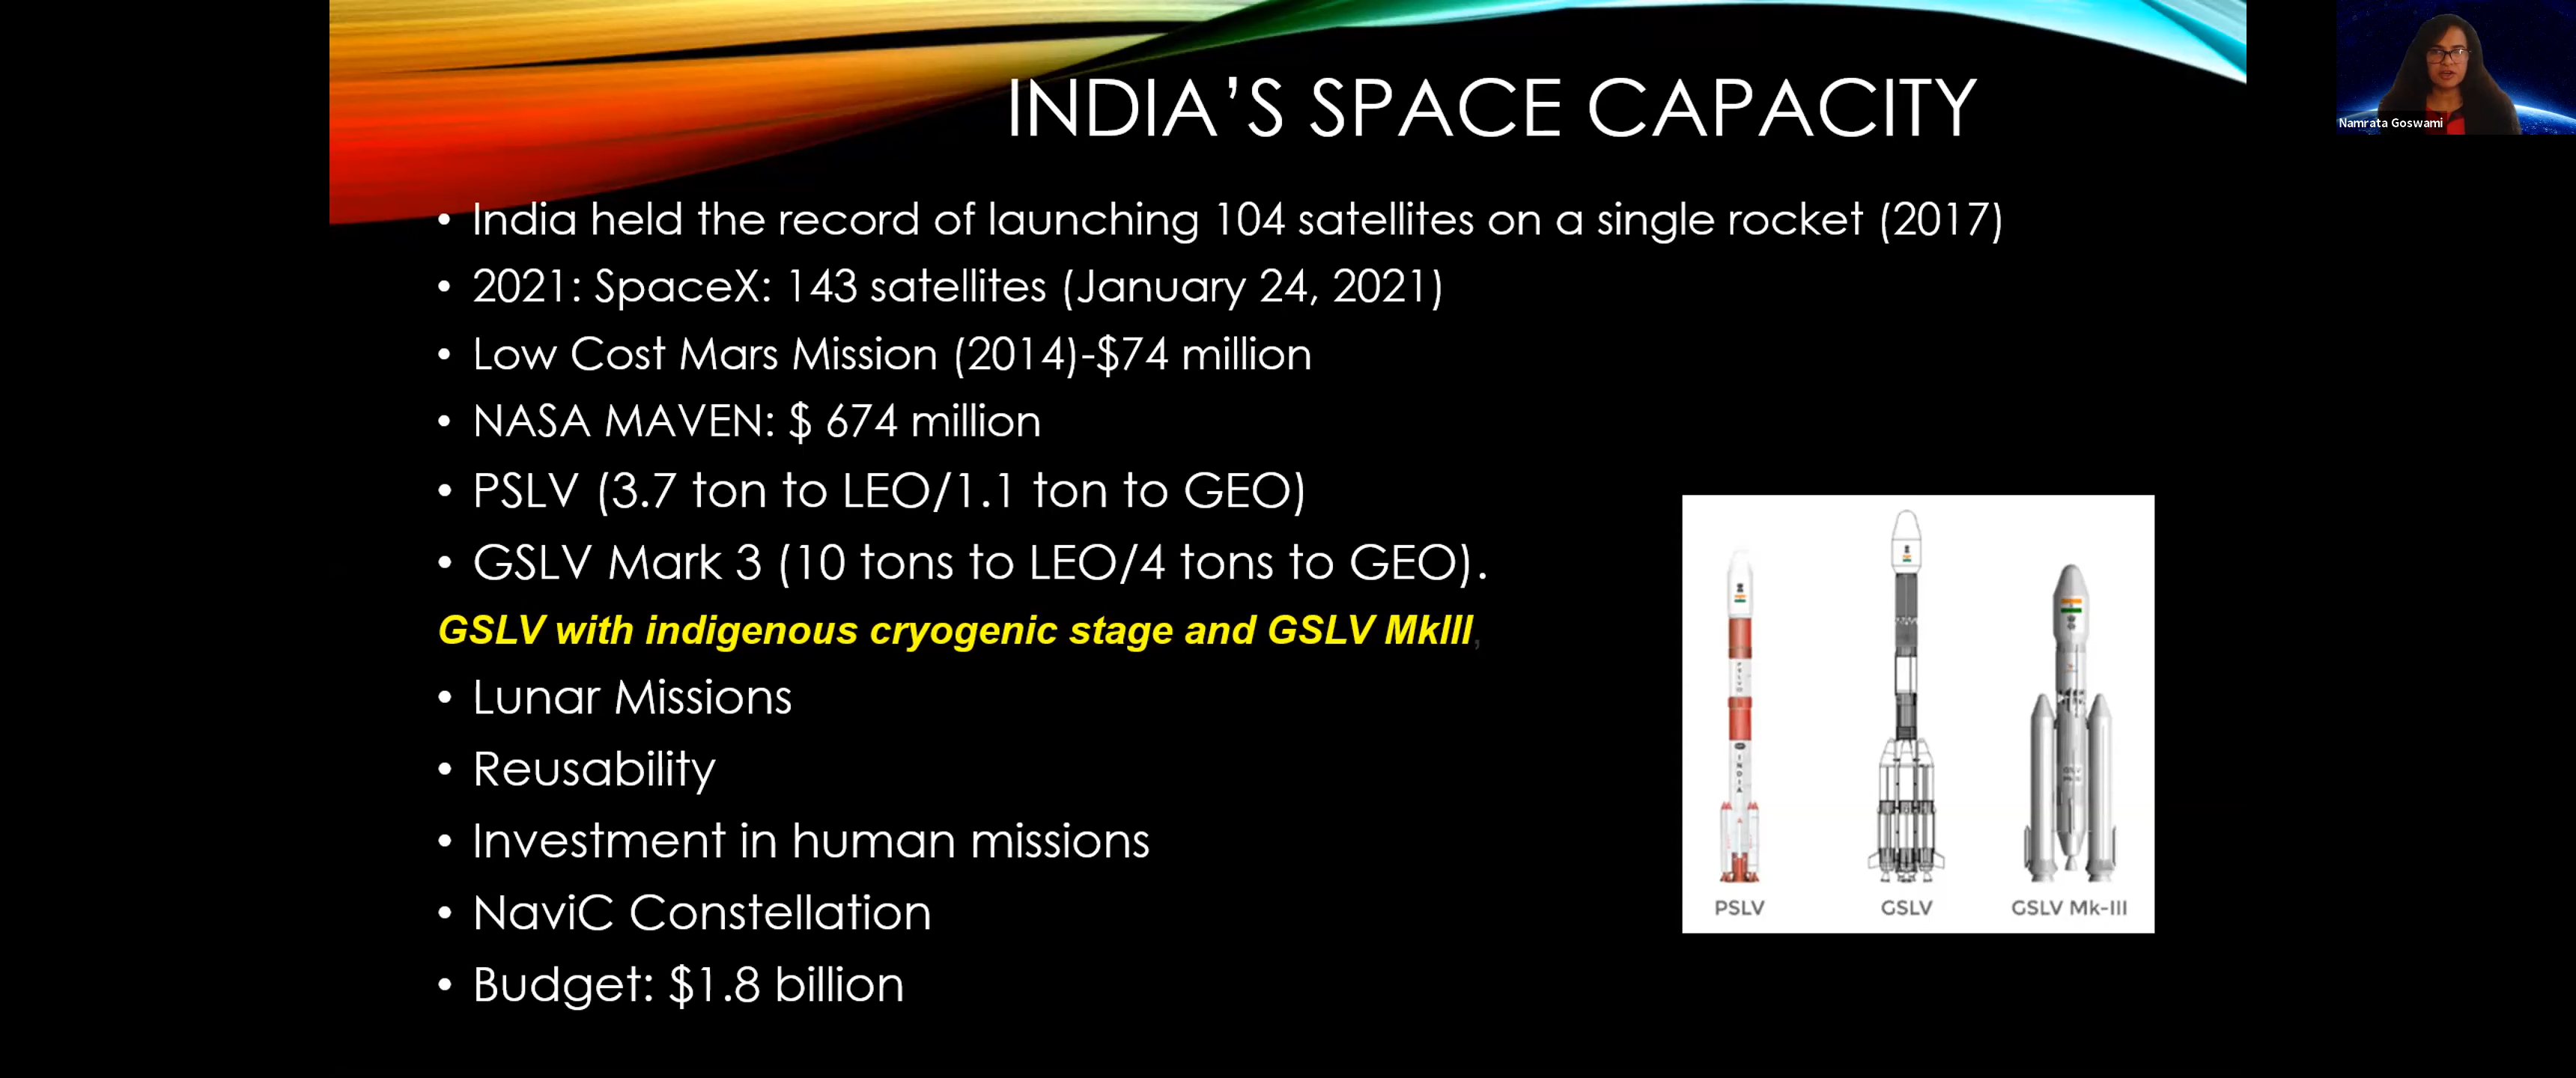 INDIA'S SPACE CAPACITY
Namrata Goswami
• India held the record of launching 104 satellites on a single rocket (2017)
• 2021: SpaceX: 143 satellites (January 24, 2021)
• Low Cost Mars Mission (2014)-$74 million
• NASA MAVEN: $ 674 million
• PSLV (3.7 ton to LEO/1.1 ton to GEO)
• GSLV Mark 3 (10 tons to LEO/4 tons to GEO).
GSLV with indigenous cryogenic stage and GSLV MkIII,
• Lunar Missions
• Reusability
• Investment in human missions
• NaviC Constellation
• Budget: $1.8 billion
INDIA
PSLV
GSLV
GSLV Mk-III